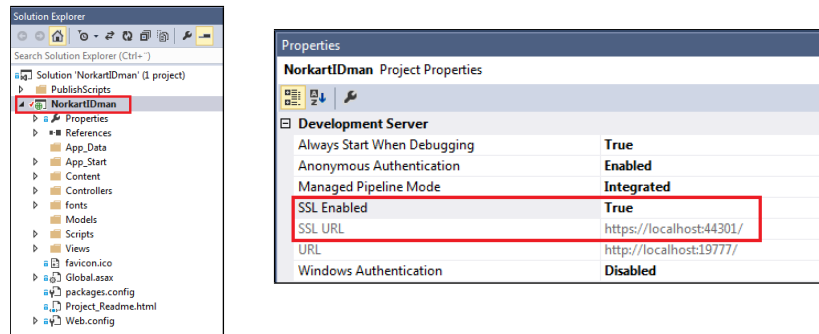 Solution Explorer
Search Solution Explorer (Ctrl+¨)
Solution 'NorkartIDman' (1 project)
PublishScripts
NorkartIDman
Properties
References
App_Data
App_Start
Content
Controllers
fonts
Models
Scripts
Views
favicon.ico
Global.asax
packages.config
Project_Readme.html
Web.config
Properties
NorkartIDman Project Properties
Development Server
Always Start When Debugging True
Anonymous Authentication Enabled
Managed Pipeline Mode Integrated
SSL Enabled True
SSL URL https://localhost:44301/
URL http://localhost:19777/
Windows Authentication Disabled